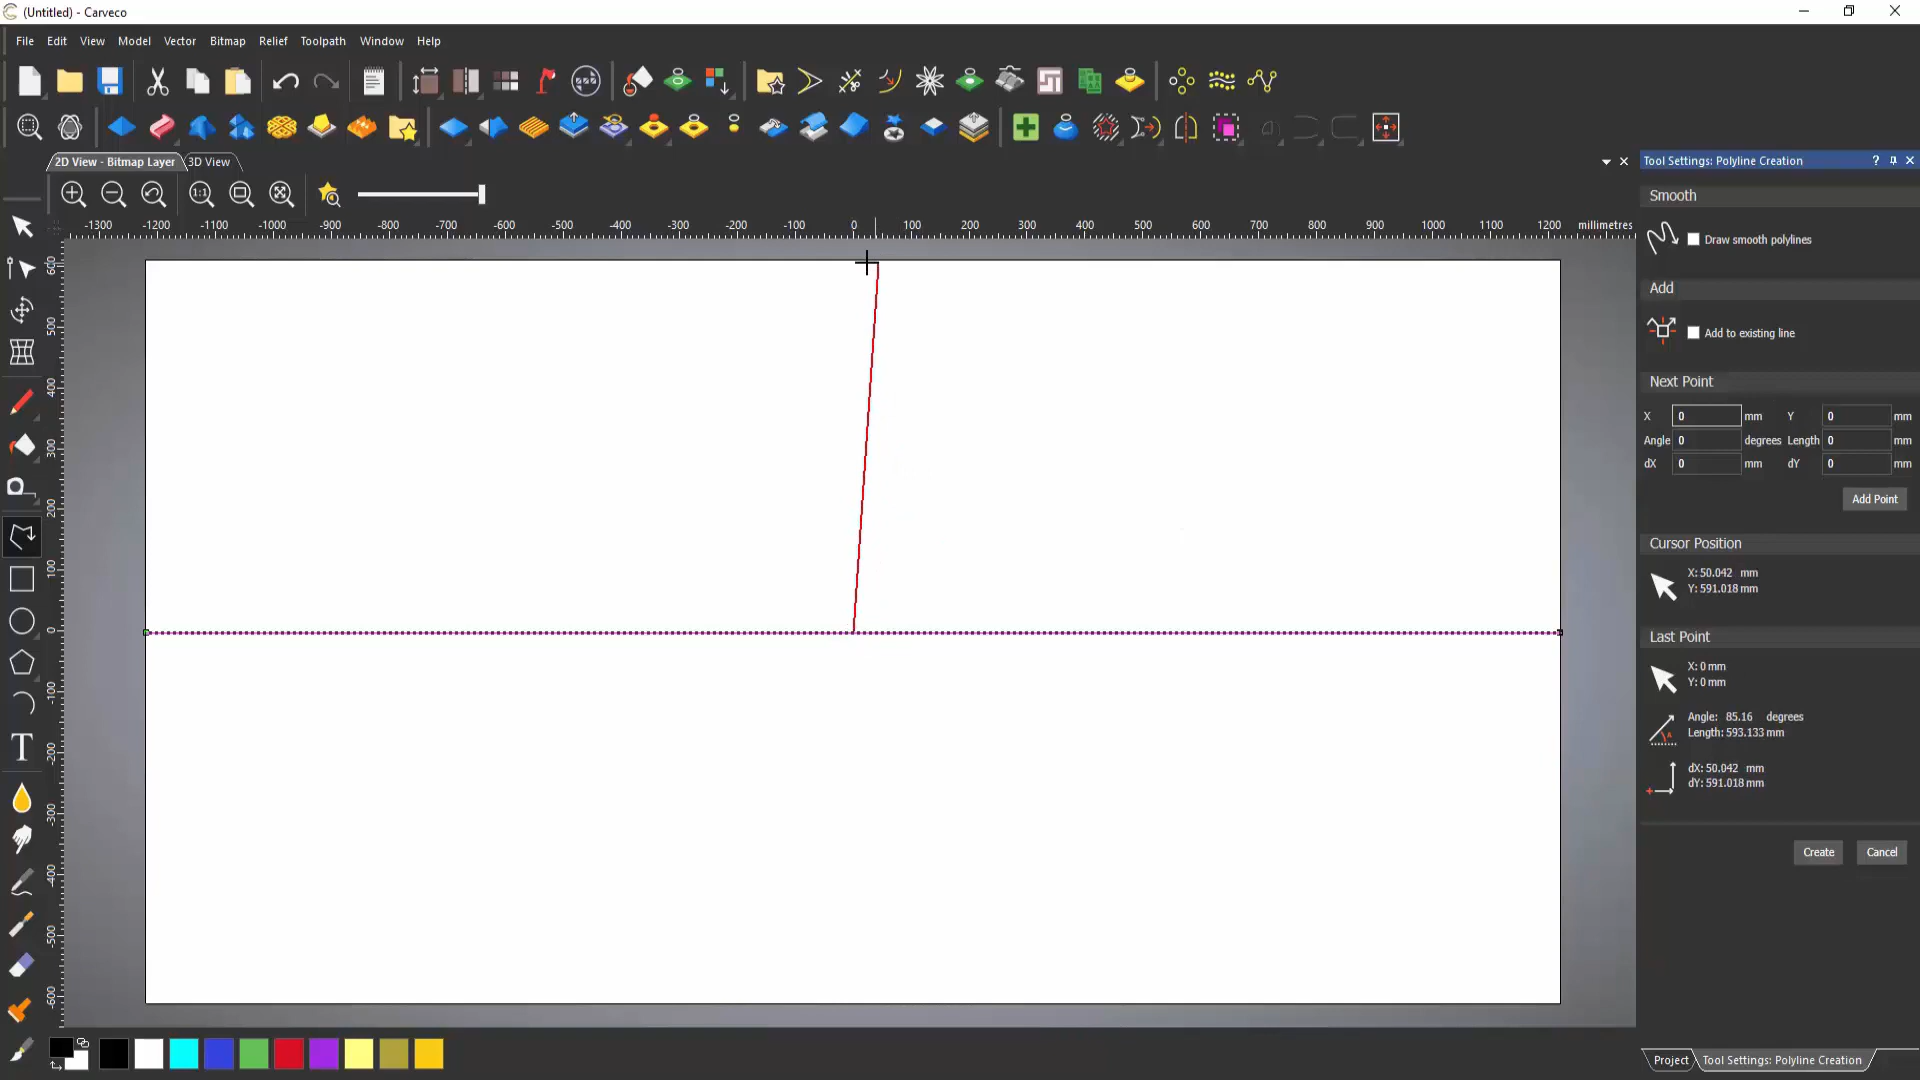 (Untitled) - Carveco
File Edit View Model Vector Bitmap Relief Toolpath Window Help
2D View - Bitmap Layer 3D View
Tool Settings: Polyline Creation ?
1:1
-1300 -1200 -1100 -1000 -900 -800 -700 -600 -500 -400 -300 -200 -100 0 100 200 300 400 500 600 700 800 900 1000 1100 1200 millimetres
600
500
400
300
200
100
0
-100
-200
-300
-400
-500
-600
T
Smooth
Draw smooth polylines
Add
Add to existing line
Next Point
X 0 mm Y 0 mm
Angle 0 degrees Length 0 mm
dX 0 mm dY 0 mm
Add Point
Cursor Position
X: 50.042 mm
Y: 591.018 mm
Last Point
X: 0 mm
Y: 0 mm
Angle: 85.16 degrees
Length: 593.133 mm
dX: 50.042 mm
dY: 591.018 mm
Create Cancel
Project Tool Settings: Polyline Creation